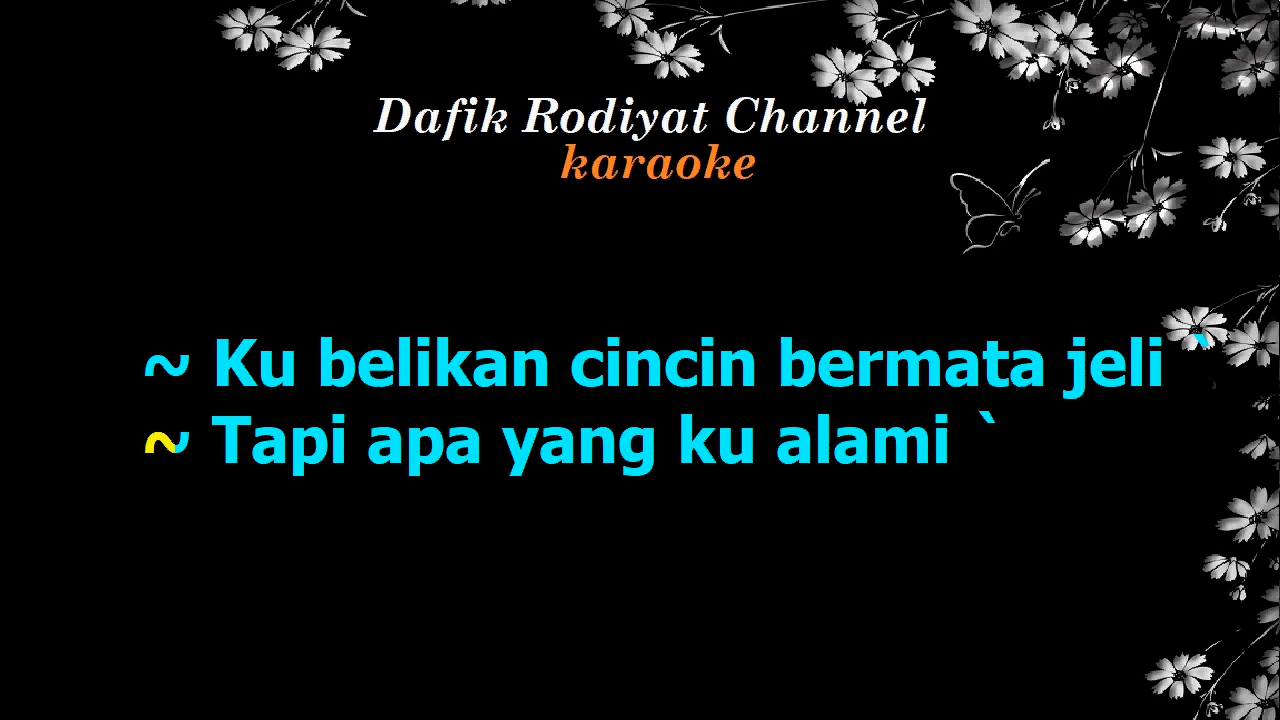 Dafik Rodiyat Channel
karaoke
~ Ku belikan cincin bermata jeli `
~ Tapi apa yang ku alami `